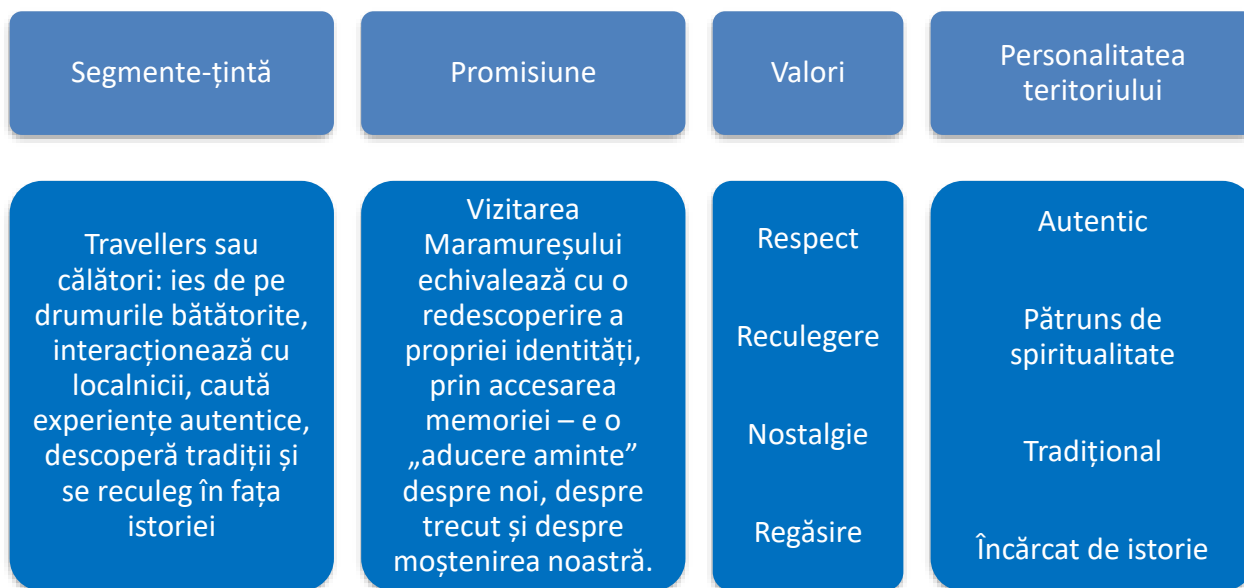 Segmente-țintă
Promisiune
Valori
Personalitatea
teritoriului
Travellers sau
călători: ies de pe
drumurile bătătorite,
interacționează cu
localnicii, caută
experiențe autentice,
descoperă tradiții și
se reculeg în fața
istoriei
Vizitarea
Maramureșului
echivalează cu o
redescoperire a
propriei identități,
prin accesarea
memoriei – e o
„aducere aminte”
despre noi, despre
trecut și despre
moștenirea noastră.
Respect
Reculegere
Nostalgie
Regăsire
Autentic
Pătruns de
spiritualitate
Tradițional
Încărcat de istorie